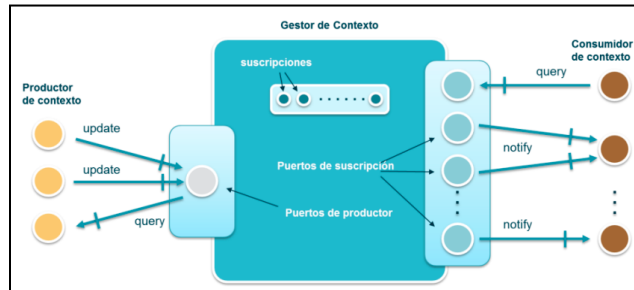 Gestor de Contexto
Consumidor
de contexto
suscripciones
query
Productor
de contexto
update
notify
Puertos de suscripción
update
Puertos de productor
query
notify